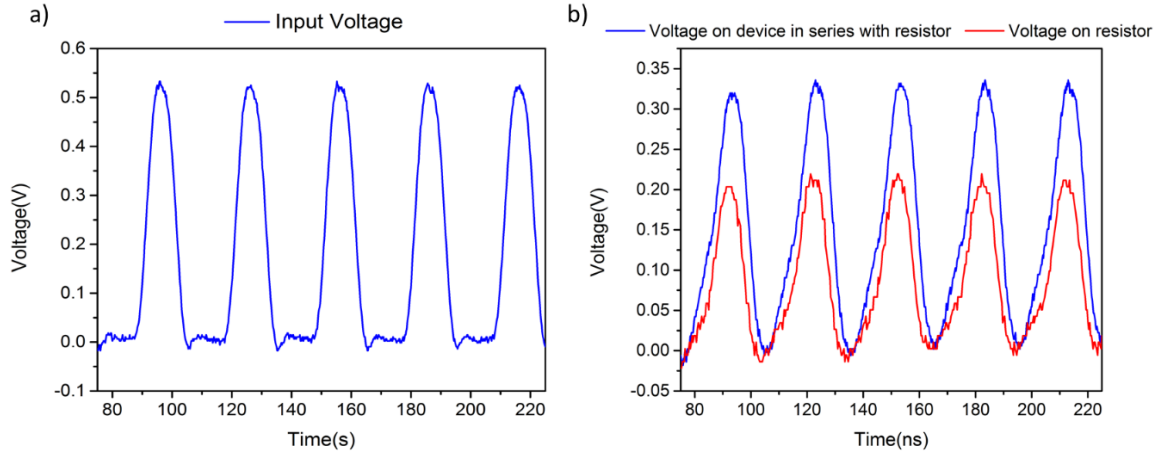 a)
Input Voltage
0.6
0.5
0.4
0.3
0.2
0.1
0.0
-0.1
Voltage(V)
80 100 120 140 160 180 200 220
Time(s)
b)
Voltage on device in series with resistor Voltage on resistor
0.35
0.30
0.25
0.20
0.15
0.10
0.05
0.00
-0.05
Voltage(V)
80 100 120 140 160 180 200 220
Time(ns)